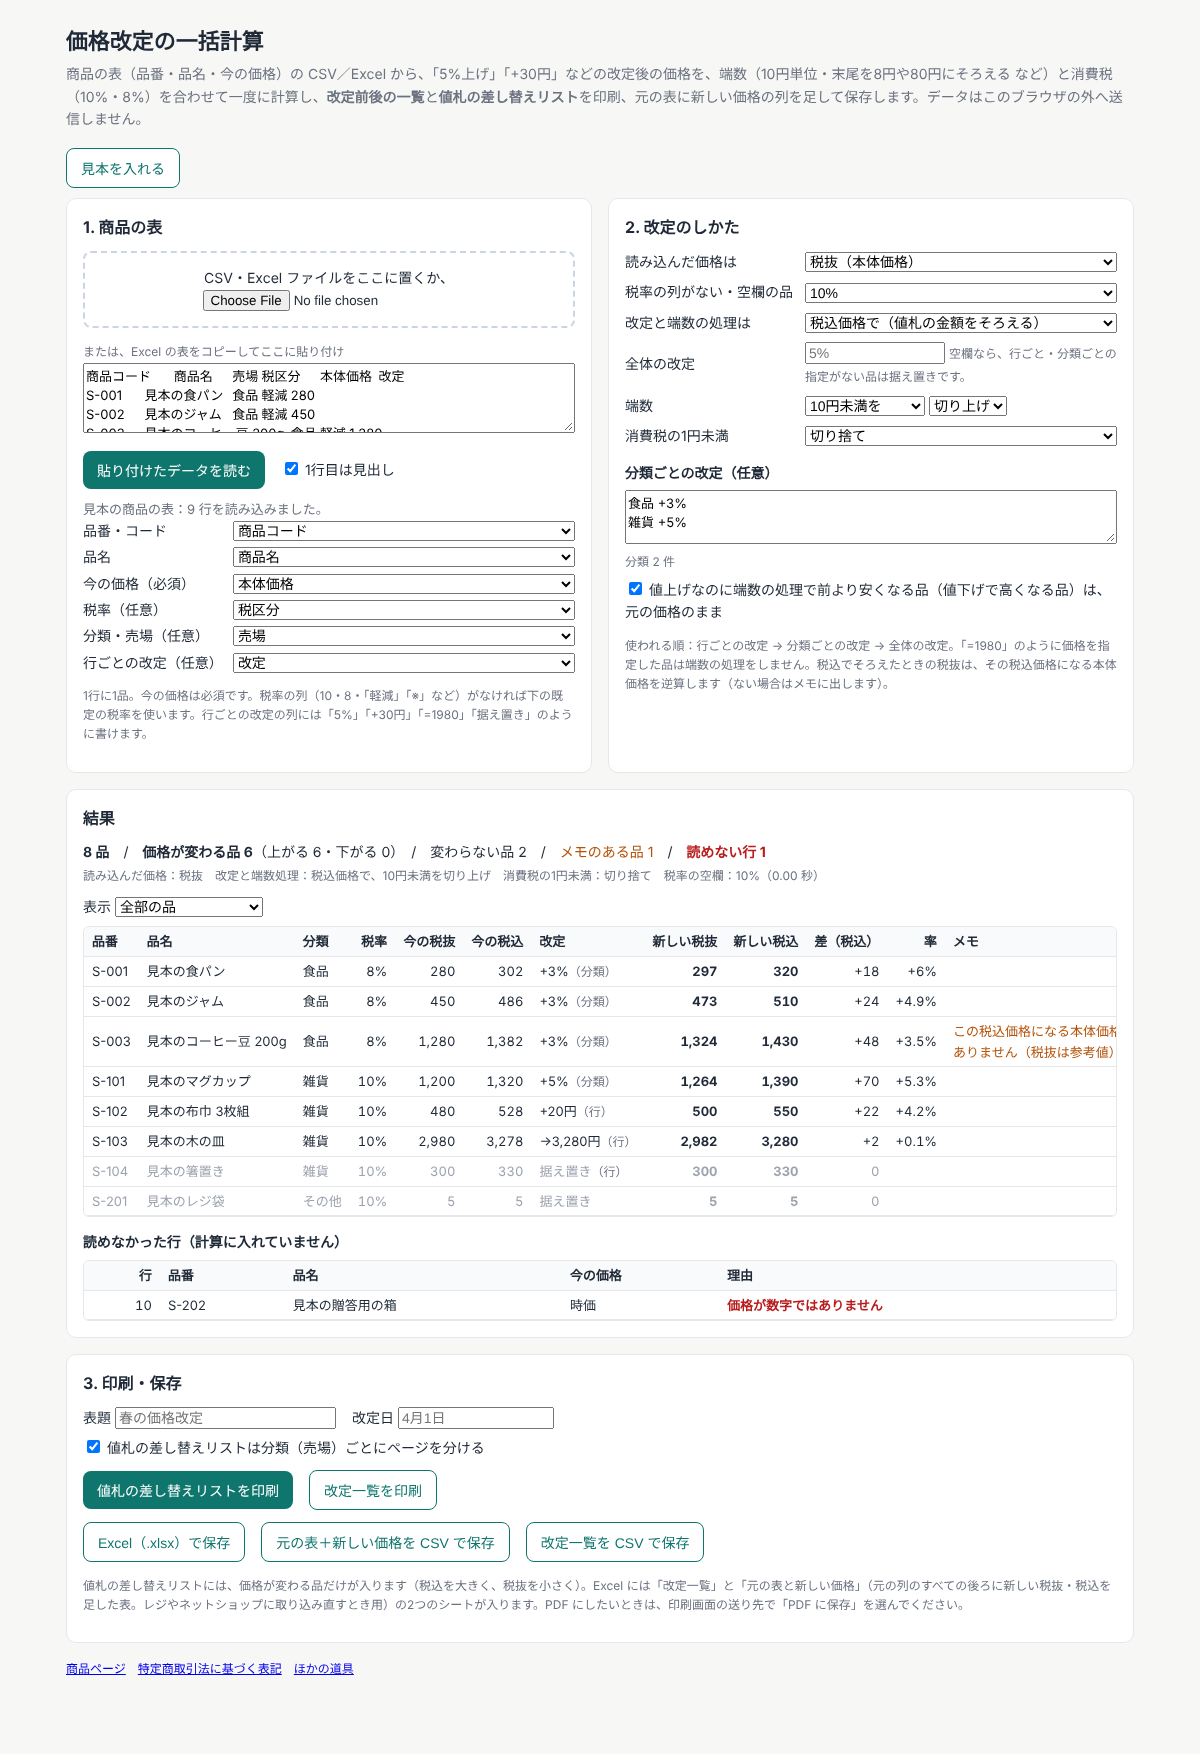 価格改定の一括計算
商品の表（品番・品名・今の価格）の CSV／Excel から、「5%上げ」「+30円」などの改定後の価格を、端数（10円単位・末尾を8円や80円にそろえる など）と消費税
（10%・8%）を合わせて一度に計算し、改定前後の一覧と値札の差し替えリストを印刷、元の表に新しい価格の列を足して保存します。データはこのブラウザの外へ送
信しません。
見本を入れる
1. 商品の表
CSV・Excel ファイルをここに置くか、
Choose File No file chosen
または、Excel の表をコピーしてここに貼り付け
商品コード 商品名 売場 税区分 本体価格 改定
S-001 見本の食パン 食品 軽減 280
S-002 見本のジャム 食品 軽減 450
S-003 見本のコーヒー豆 200g 食品 軽減 1,280
貼り付けたデータを読む 1行目は見出し
見本の商品の表：9 行を読み込みました。
品番・コード 商品コード
品名 商品名
今の価格（必須） 本体価格
税率（任意） 税区分
分類・売場（任意） 売場
行ごとの改定（任意） 改定
1行に1品。今の価格は必須です。税率の列（10・8・「軽減」「※」など）がなければ下の既
定の税率を使います。行ごとの改定の列には「5%」「+30円」「=1980」「据え置き」のよう
に書けます。
2. 改定のしかた
読み込んだ価格は 税抜（本体価格）
税率の列がない・空欄の品 10%
改定と端数の処理は 税込価格で（値札の金額をそろえる）
全体の改定 5% 空欄なら、行ごと・分類ごとの
指定がない品は据え置きです。
端数 10円未満を 切り上げ
消費税の1円未満 切り捨て
分類ごとの改定（任意）
食品 +3%
雑貨 +5%
分類 2 件
値上げなのに端数の処理で前より安くなる品（値下げで高くなる品）は、
元の価格のまま
使われる順：行ごとの改定 → 分類ごとの改定 → 全体の改定。「=1980」のように価格を指
定した品は端数の処理をしません。税込でそろえたときの税抜は、その税込価格になる本体
価格を逆算します（ない場合はメモに出します）。
結果
8 品 / 価格が変わる品 6（上がる 6・下がる 0） / 変わらない品 2 / メモのある品 1 / 読めない行 1
読み込んだ価格：税抜 改定と端数処理：税込価格で、10円未満を切り上げ 消費税の1円未満：切り捨て 税率の空欄：10%（0.00 秒）
表示 全部の品
品番 品名 分類 税率 今の税抜 今の税込 改定 新しい税抜 新しい税込 差（税込） 率 メモ
S-001 見本の食パン 食品 8% 280 302 +3%（分類） 297 320 +18 +6%
S-002 見本のジャム 食品 8% 450 486 +3%（分類） 473 510 +24 +4.9%
S-003 見本のコーヒー豆 200g 食品 8% 1,280 1,382 +3%（分類） 1,324 1,430 +48 +3.5% この税込価格になる本体価格
ありません（税抜は参考値）
S-101 見本のマグカップ 雑貨 10% 1,200 1,320 +5%（分類） 1,264 1,390 +70 +5.3%
S-102 見本の布巾 3枚組 雑貨 10% 480 528 +20円（行） 500 550 +22 +4.2%
S-103 見本の木の皿 雑貨 10% 2,980 3,278 →3,280円（行） 2,982 3,280 +2 +0.1%
S-104 見本の箸置き 雑貨 10% 300 330 据え置き（行） 300 330 0
S-201 見本のレジ袋 その他 10% 5 5 据え置き 5 5 0
読めなかった行（計算に入れていません）
行 品番 品名 今の価格 理由
10 S-202 見本の贈答用の箱 時価 価格が数字ではありません
3. 印刷・保存
表題 春の価格改定 改定日 4月1日
値札の差し替えリストは分類（売場）ごとにページを分ける
値札の差し替えリストを印刷 改定一覧を印刷
Excel（.xlsx）で保存 元の表＋新しい価格を CSV で保存 改定一覧を CSV で保存
値札の差し替えリストには、価格が変わる品だけが入ります（税込を大きく、税抜を小さく）。Excel には「改定一覧」と「元の表と新しい価格」（元の列のすべての後ろに新しい税抜・税込を
足した表。レジやネットショップに取り込み直すとき用）の2つのシートが入ります。PDF にしたいときは、印刷画面の送り先で「PDF に保存」を選んでください。
商品ページ 特定商取引法に基づく表記 ほかの道具